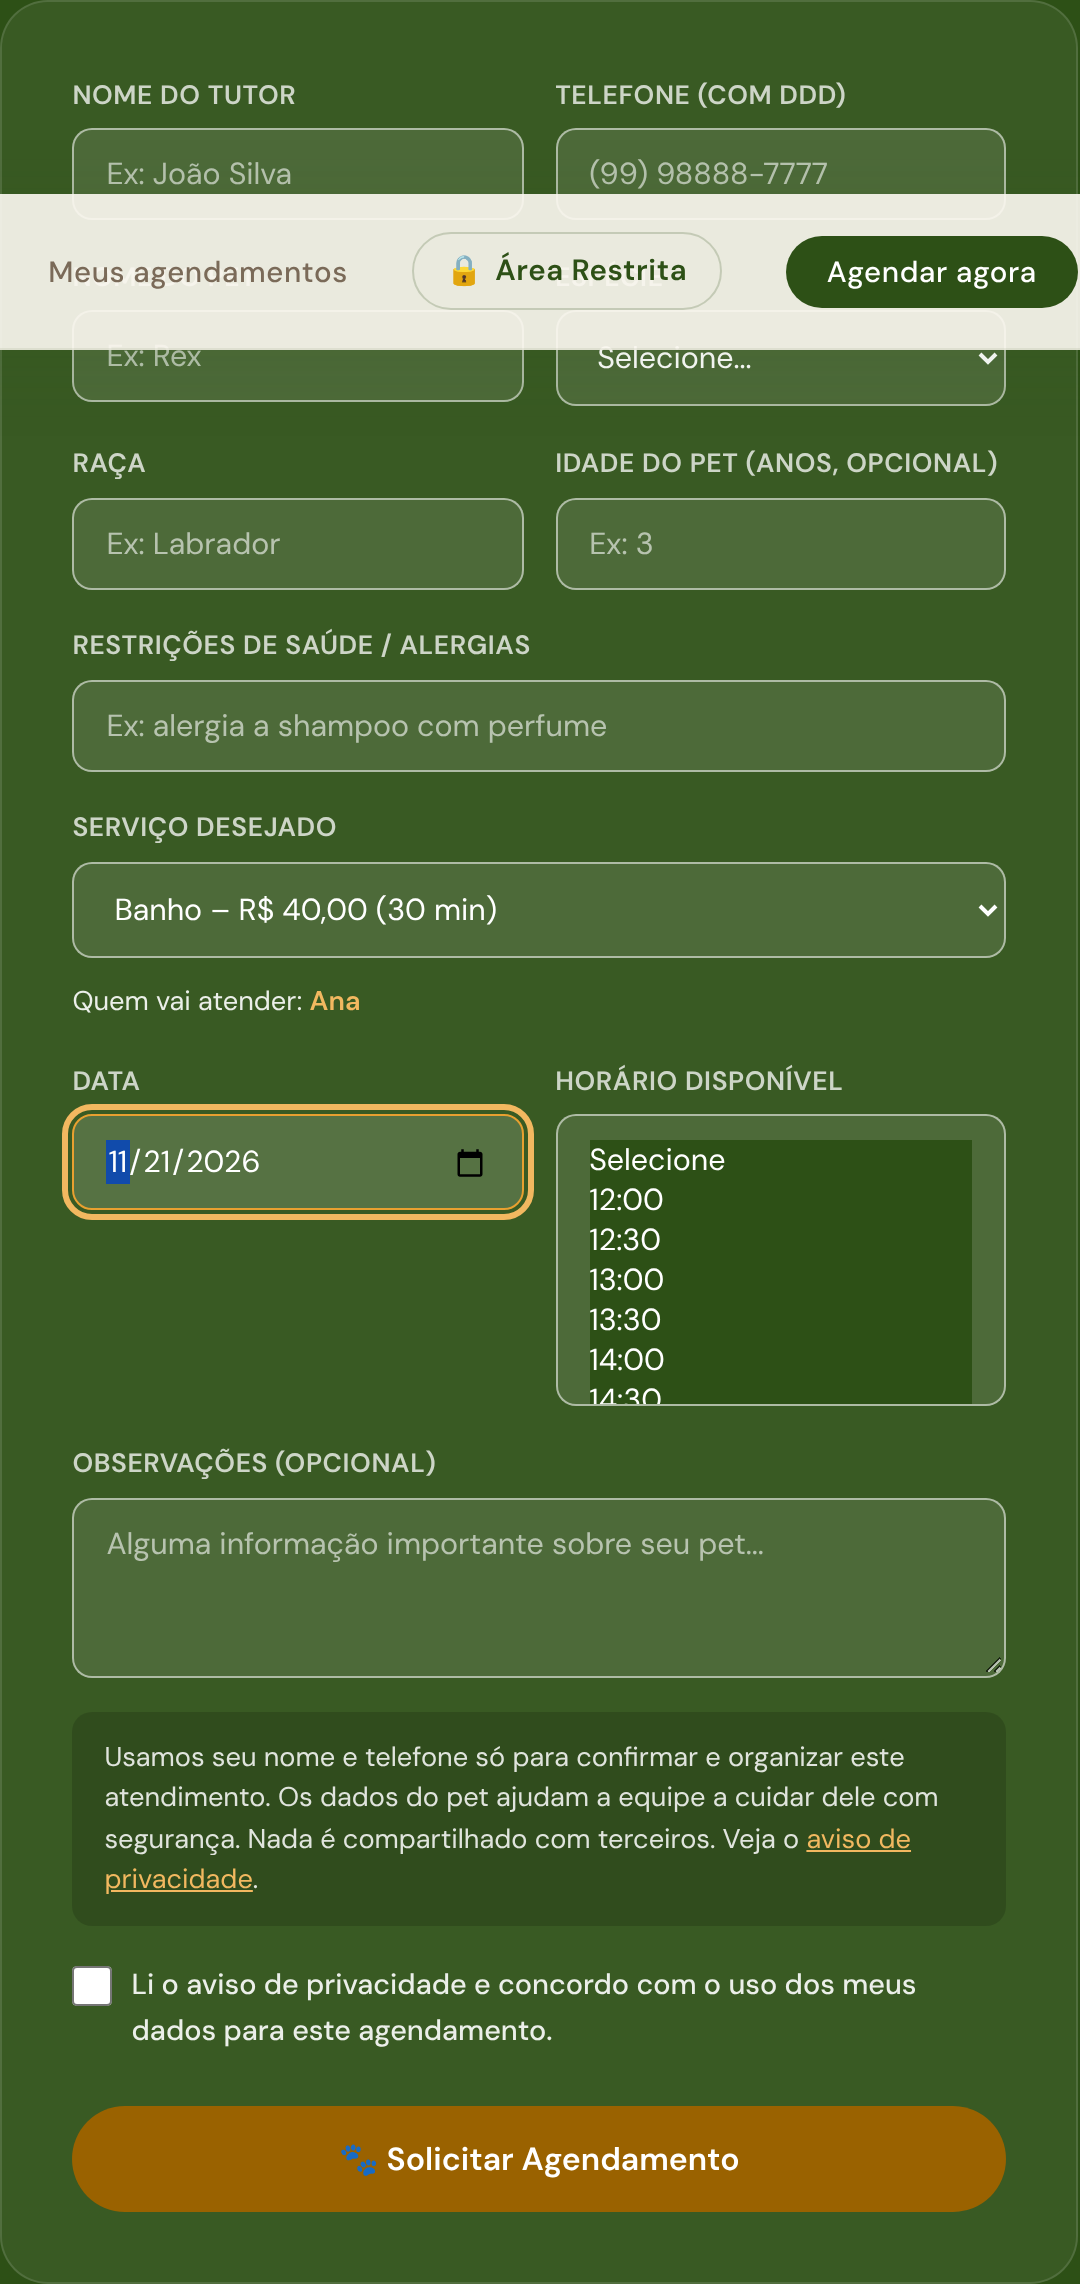 NOME DO TUTOR
TELEFONE (COM DDD)
Ex: João Silva
(99) 98888-7777
Meus agendamentos
🔒 Área Restrita
Agendar agora
Ex: Rex
Selecione...
RAÇA
IDADE DO PET (ANOS, OPCIONAL)
Ex: Labrador
Ex: 3
RESTRIÇÕES DE SAÚDE / ALERGIAS
Ex: alergia a shampoo com perfume
SERVIÇO DESEJADO
Banho – R$ 40,00 (30 min)
Quem vai atender: Ana
DATA
HORÁRIO DISPONÍVEL
11/21/2026
Selecione
12:00
12:30
13:00
13:30
14:00
14:30
OBSERVAÇÕES (OPCIONAL)
Alguma informação importante sobre seu pet...
Usamos seu nome e telefone só para confirmar e organizar este
atendimento. Os dados do pet ajudam a equipe a cuidar dele com
segurança. Nada é compartilhado com terceiros. Veja o aviso de
privacidade.
Li o aviso de privacidade e concordo com o uso dos meus
dados para este agendamento.
🐾 Solicitar Agendamento